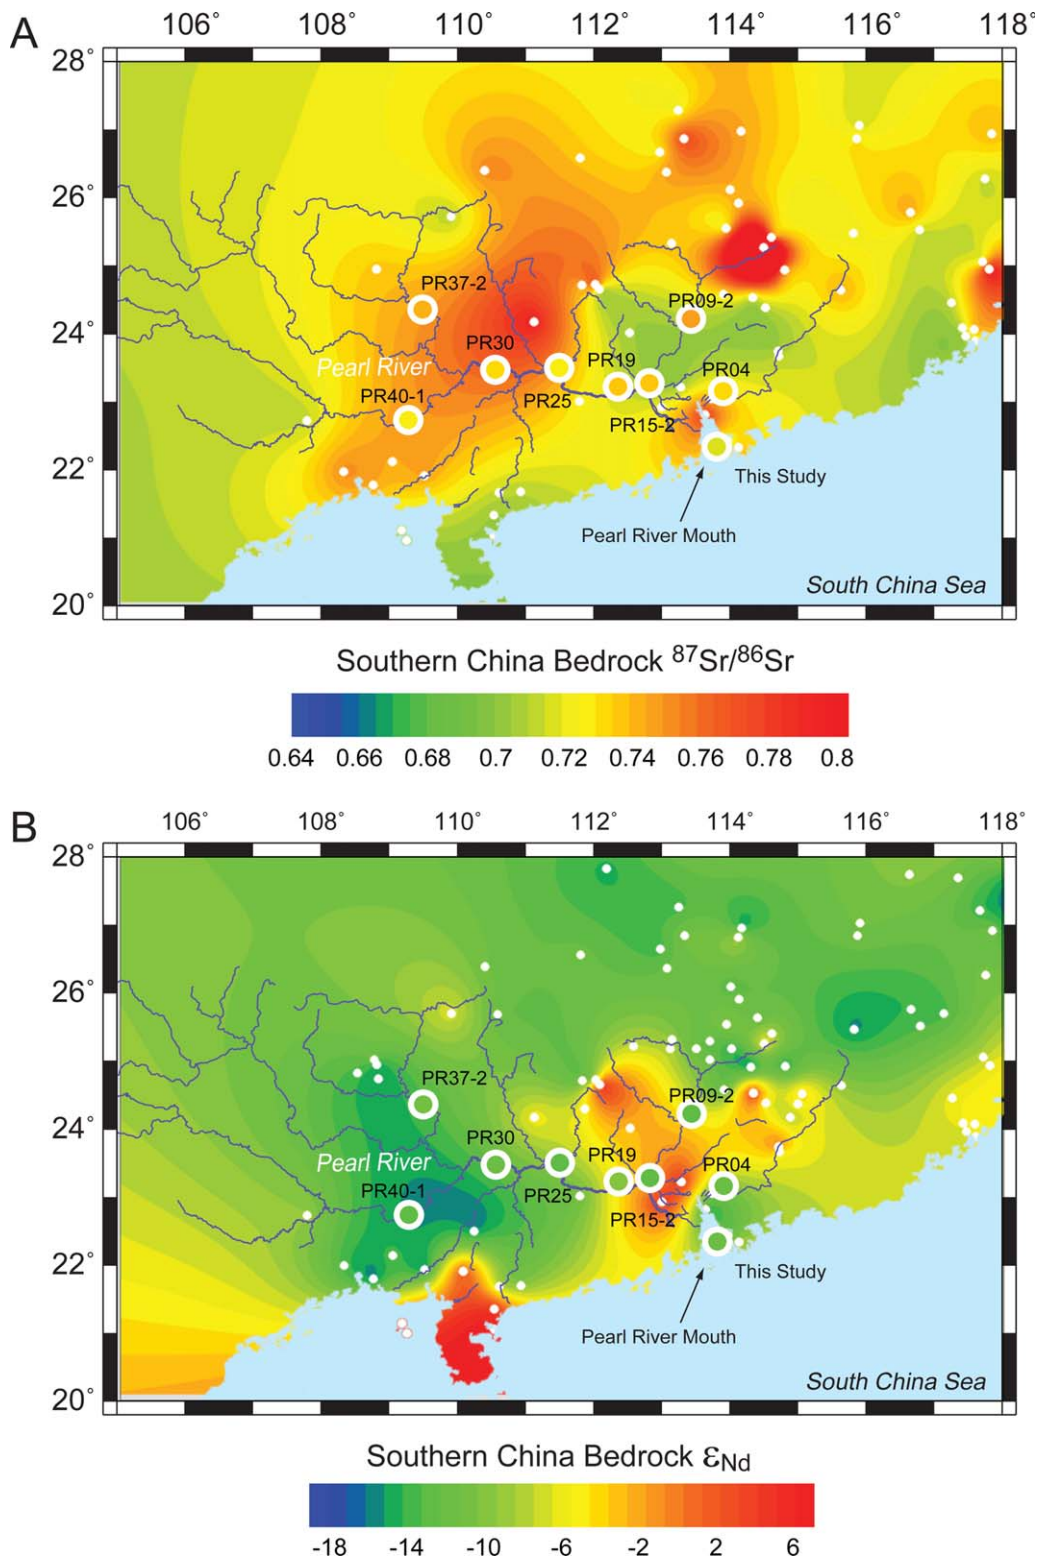 A
106° 108° 110° 112° 114° 116° 118°
28°
26°
24°
22°
20°
PR37-2
PR09-2
PR30
PR19
Pearl River
PR04
PR40-1
PR25
PR15-2
This Study
Pearl River Mouth
South China Sea
Southern China Bedrock ⁸⁷Sr/⁸⁶Sr
0.64 0.66 0.68 0.7 0.72 0.74 0.76 0.78 0.8
B
106° 108° 110° 112° 114° 116° 118°
28°
26°
24°
22°
20°
PR37-2
PR09-2
PR30
PR19
Pearl River
PR04
PR40-1
PR25
PR15-2
This Study
Pearl River Mouth
South China Sea
Southern China Bedrock εNd
-18 -14 -10 -6 -2 2 6